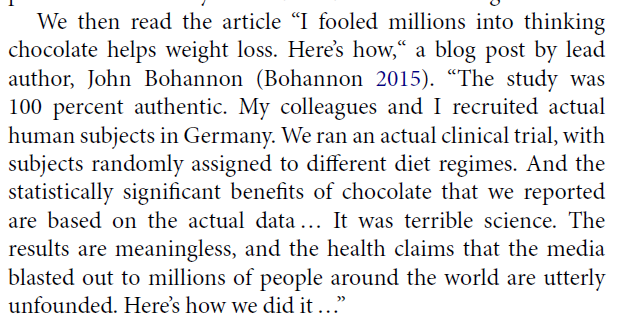 We then read the article “I fooled millions into thinking
chocolate helps weight loss. Here’s how,“ a blog post by lead
author, John Bohannon (Bohannon 2015). “The study was
100 percent authentic. My colleagues and I recruited actual
human subjects in Germany. We ran an actual clinical trial, with
subjects randomly assigned to different diet regimes. And the
statistically significant benefits of chocolate that we reported
are based on the actual data … It was terrible science. The
results are meaningless, and the health claims that the media
blasted out to millions of people around the world are utterly
unfounded. Here’s how we did it …”